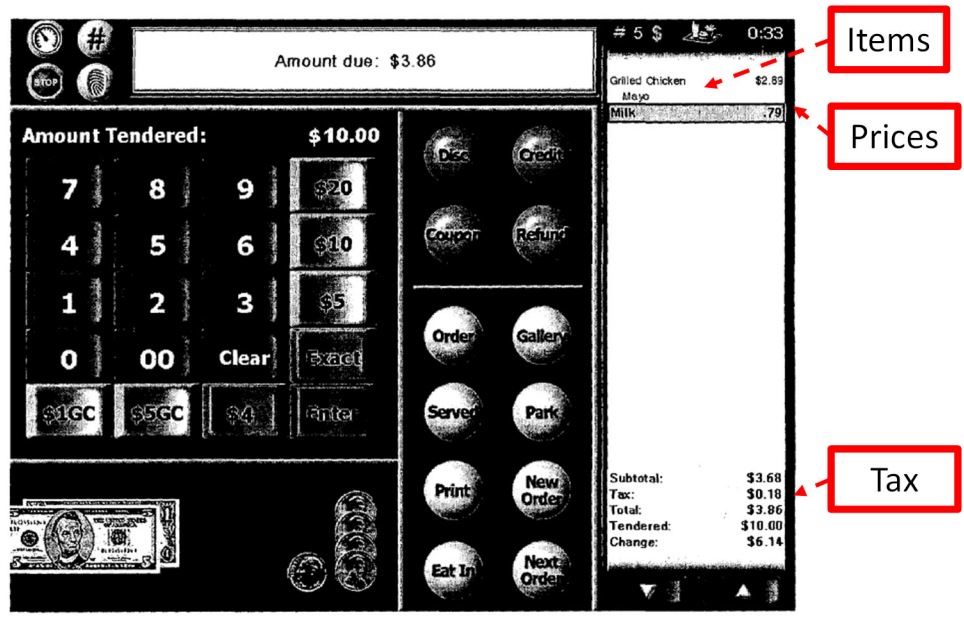 #
# 5 $ 0:33
STOP
Amount due: $3.86
Items
Grilled Chicken $2.89
Mayo
Milk .79
Prices
Amount Tendered: $10.00
7 8 9 $20
4 5 6 $10
1 2 3 $5
0 00 Clear Exact
$1GC $5GC $4 Enter
Disc Credit
Coupon Refund
Order Gallery
Served Park
Print New Order
Eat In Next Order
Subtotal: $3.68
Tax: $0.18
Total: $3.86
Tendered: $10.00
Change: $6.14
Tax